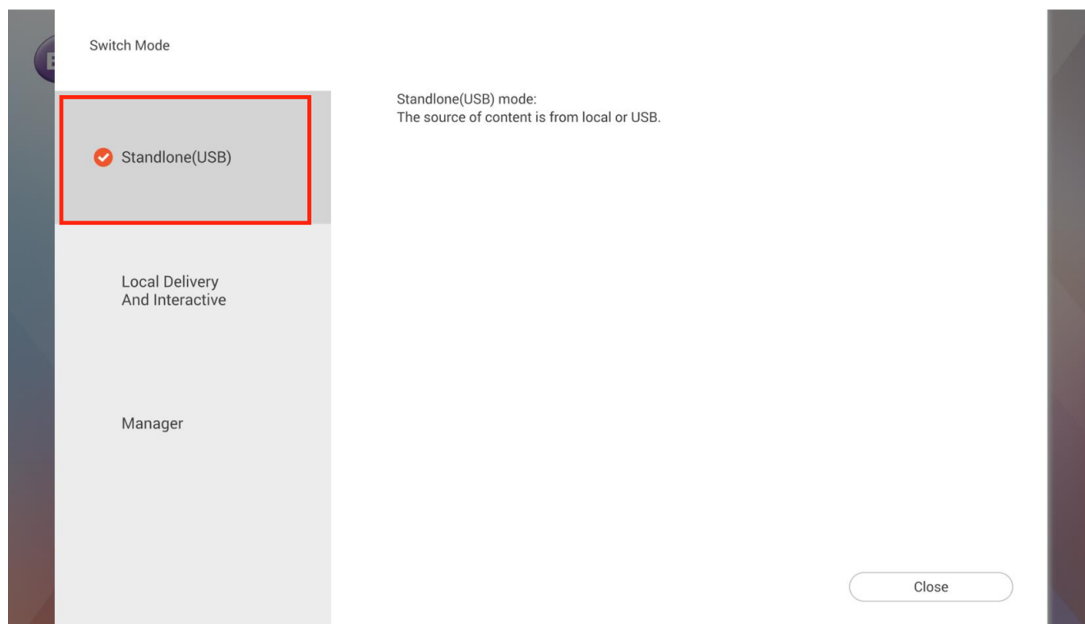 Switch Mode
Standlone(USB) mode:
The source of content is from local or USB.
Standlone(USB)
Local Delivery
And Interactive
Manager
Close